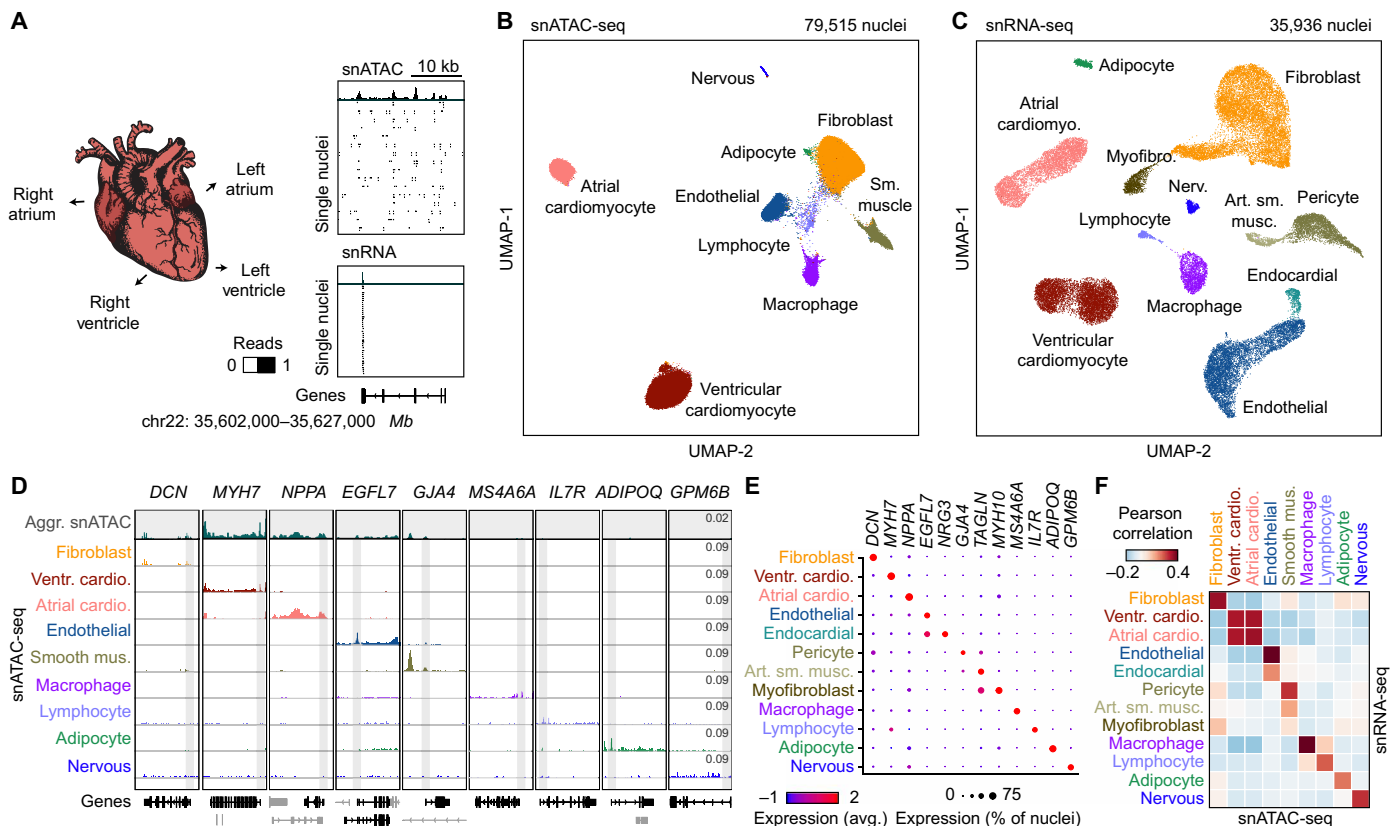 A
snATAC 10 kb
Single nuclei
Left
atrium
Right
atrium
Left
ventricle
Right
ventricle
snRNA
Single nuclei
Reads
0 1
Genes
chr22: 35,602,000–35,627,000 Mb
B snATAC-seq 79,515 nuclei
Nervous
Fibroblast
Adipocyte
Atrial
cardiomyocyte
Endothelial
Sm.
muscle
Lymphocyte
Macrophage
Ventricular
cardiomyocyte
UMAP-1
UMAP-2
C snRNA-seq 35,936 nuclei
Adipocyte
Fibroblast
Atrial
cardiomyo.
Myofibro.
Nerv.
Art. sm.
musc.
Pericyte
Lymphocyte
Endocardial
Macrophage
Ventricular
cardiomyocyte
Endothelial
UMAP-1
UMAP-2
D
DCN MYH7 NPPA EGFL7 GJA4 MS4A6A IL7R ADIPOQ GPM6B
Aggr. snATAC 0.02
Fibroblast 0.09
Ventr. cardio. 0.09
Atrial cardio. 0.09
Endothelial 0.09
Smooth mus. 0.09
Macrophage 0.09
Lymphocyte 0.09
Adipocyte 0.09
Nervous 0.09
snATAC-seq
Genes
E
DCN
MYH7
NPPA
EGFL7
NRG3
GJA4
TAGLN
MYH10
MS4A6A
IL7R
ADIPOQ
GPM6B
Fibroblast
Ventr. cardio.
Atrial cardio.
Endothelial
Endocardial
Pericyte
Art. sm. musc.
Myofibroblast
Macrophage
Lymphocyte
Adipocyte
Nervous
–1 2
Expression (avg.)
0 75
Expression (% of nuclei)
F
Pearson
correlation
–0.2 0.4
Fibroblast
Ventr. cardio.
Atrial cardio.
Endothelial
Smooth mus.
Macrophage
Lymphocyte
Adipocyte
Nervous
Fibroblast
Ventr. cardio.
Atrial cardio.
Endothelial
Endocardial
Pericyte
Art. sm. musc.
Myofibroblast
Macrophage
Lymphocyte
Adipocyte
Nervous
snRNA-seq
snATAC-seq